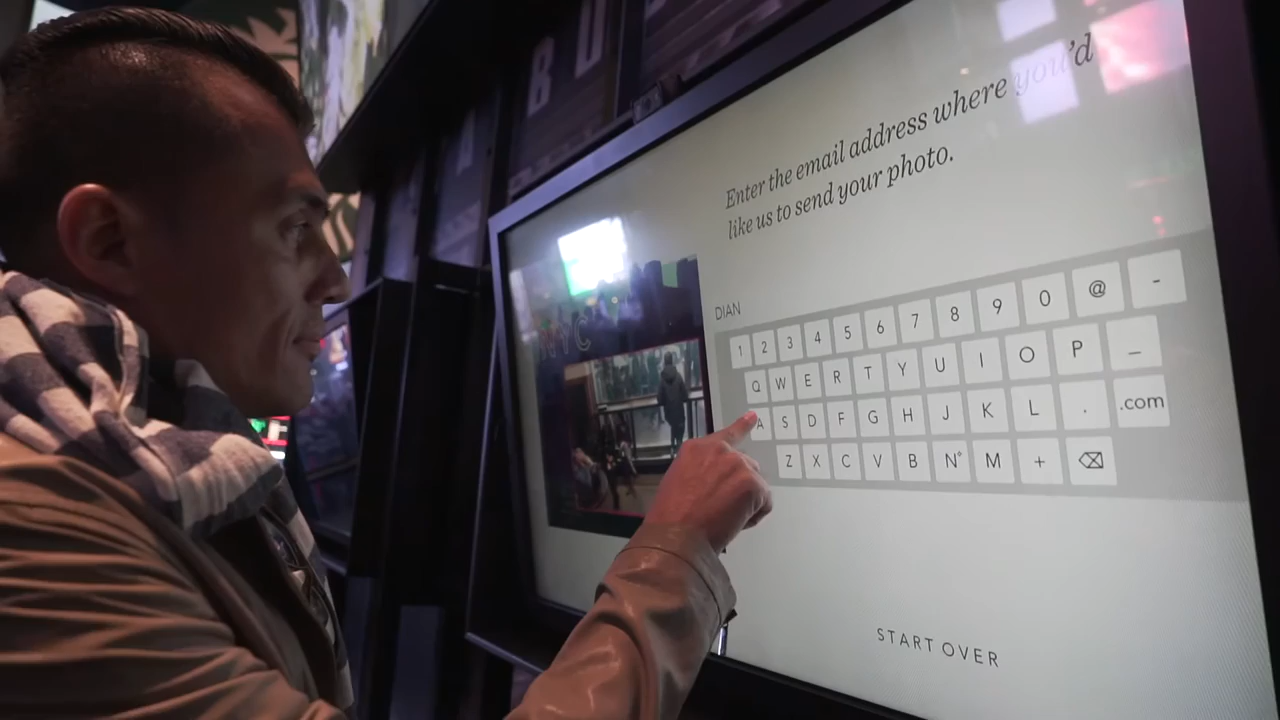 B U
Enter the email address where you'd
like us to send your photo.
NYC
DIAN
1 2 3 4 5 6 7 8 9 0 @ -
Q W E R T Y U I O P _
A S D F G H J K L . .com
Z X C V B N° M +
START OVER